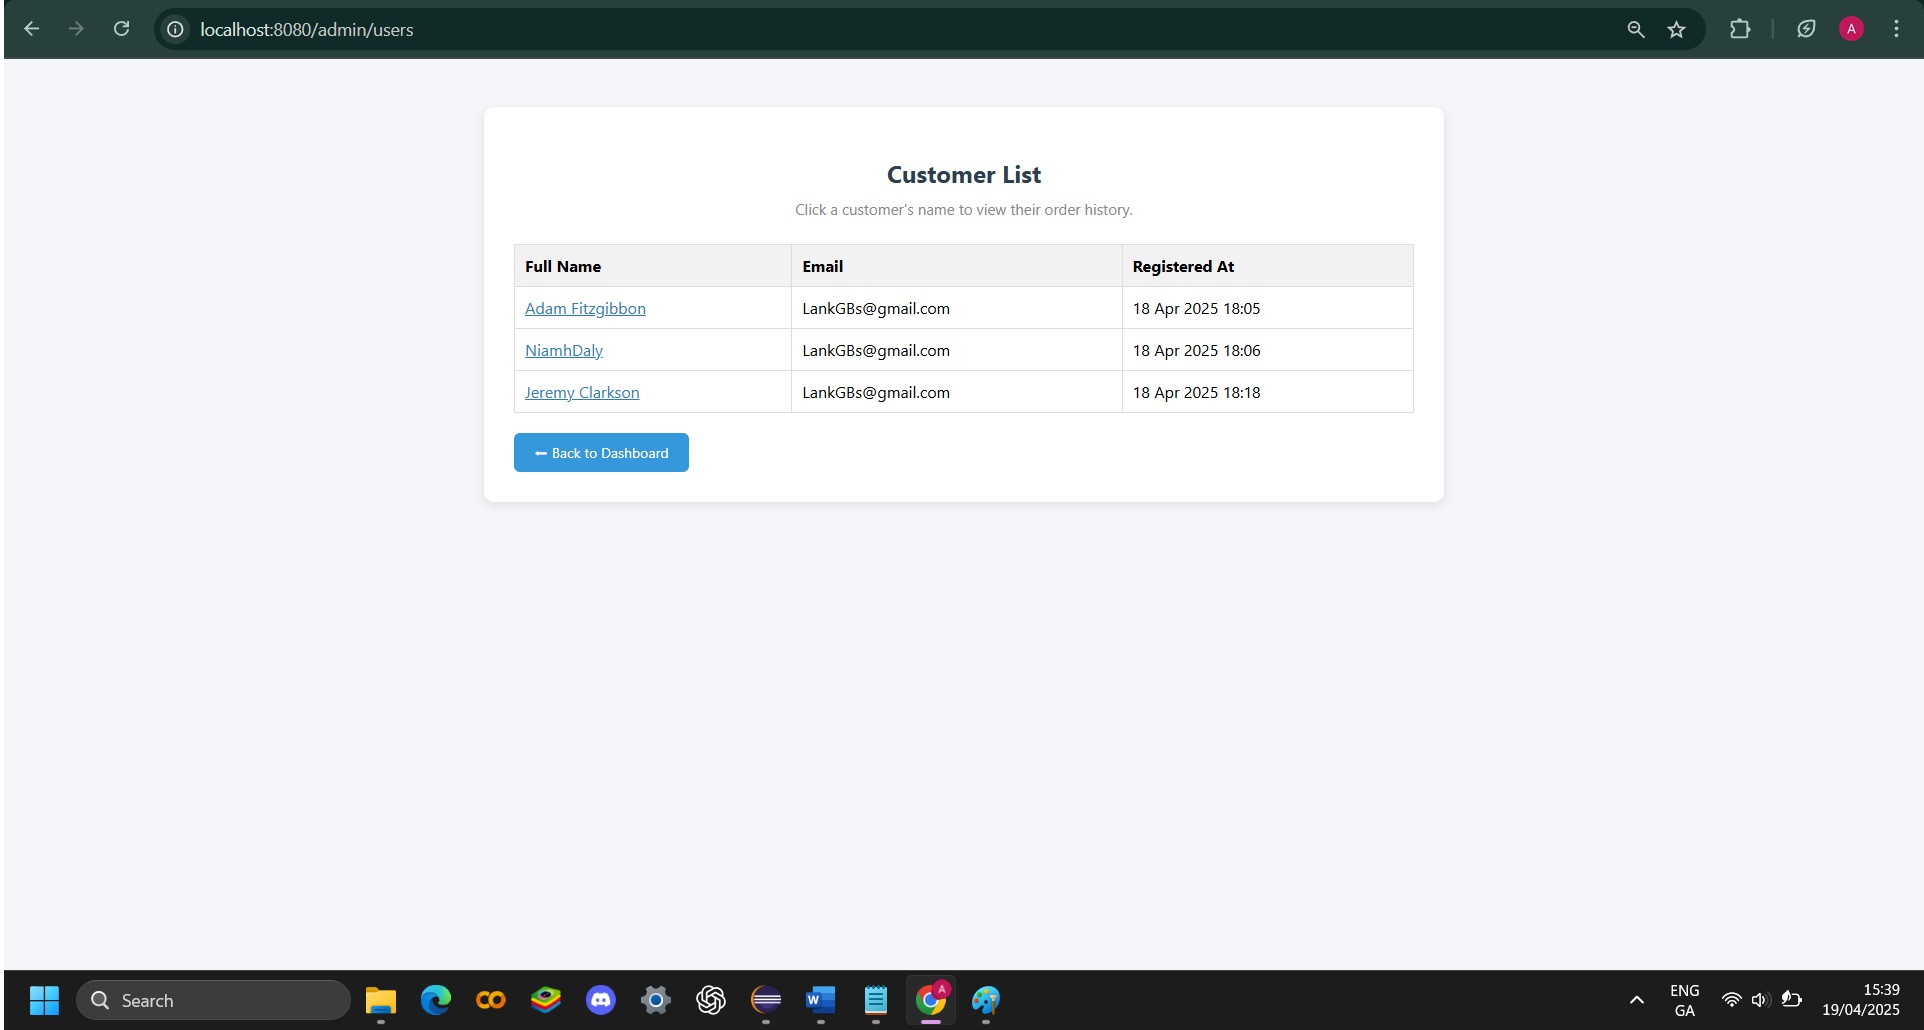 localhost:8080/admin/users
A
Customer List
Click a customer's name to view their order history.
Full Name Email Registered At
Adam Fitzgibbon LankGBs@gmail.com 18 Apr 2025 18:05
NiamhDaly LankGBs@gmail.com 18 Apr 2025 18:06
Jeremy Clarkson LankGBs@gmail.com 18 Apr 2025 18:18
⬅ Back to Dashboard
Search
W
A
ENG
GA
15:39
19/04/2025